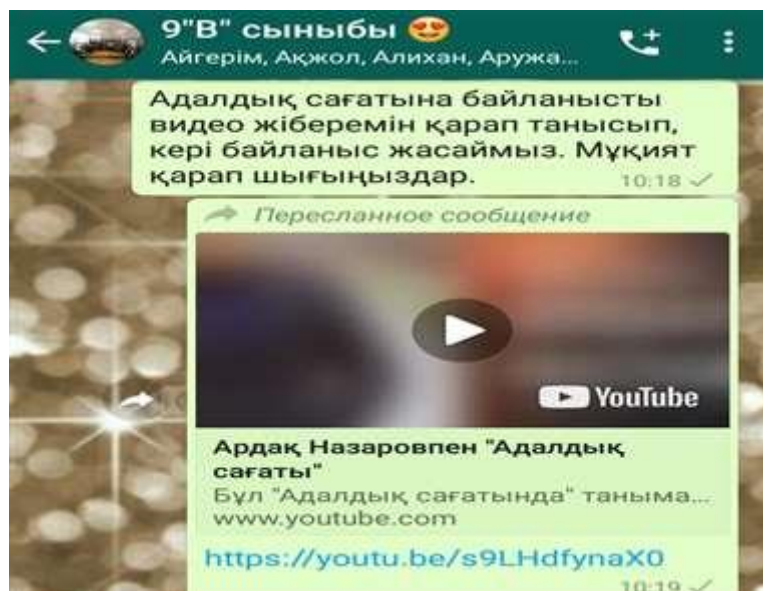 9"В" сыныбы 😍
Айгерім, Ақжол, Алихан, Аружа...
Адалдық сағатына байланысты
видео жіберемін қарап танысып,
кері байланыс жасаймыз. Мұқият
қарап шығыңыздар.
10:18
Пересланное сообщение
YouTube
Ардақ Назаровпен "Адалдық
сағаты"
Бұл "Адалдық сағатында" таныма...
www.youtube.com
https://youtu.be/s9LHdfynaX0
10:19